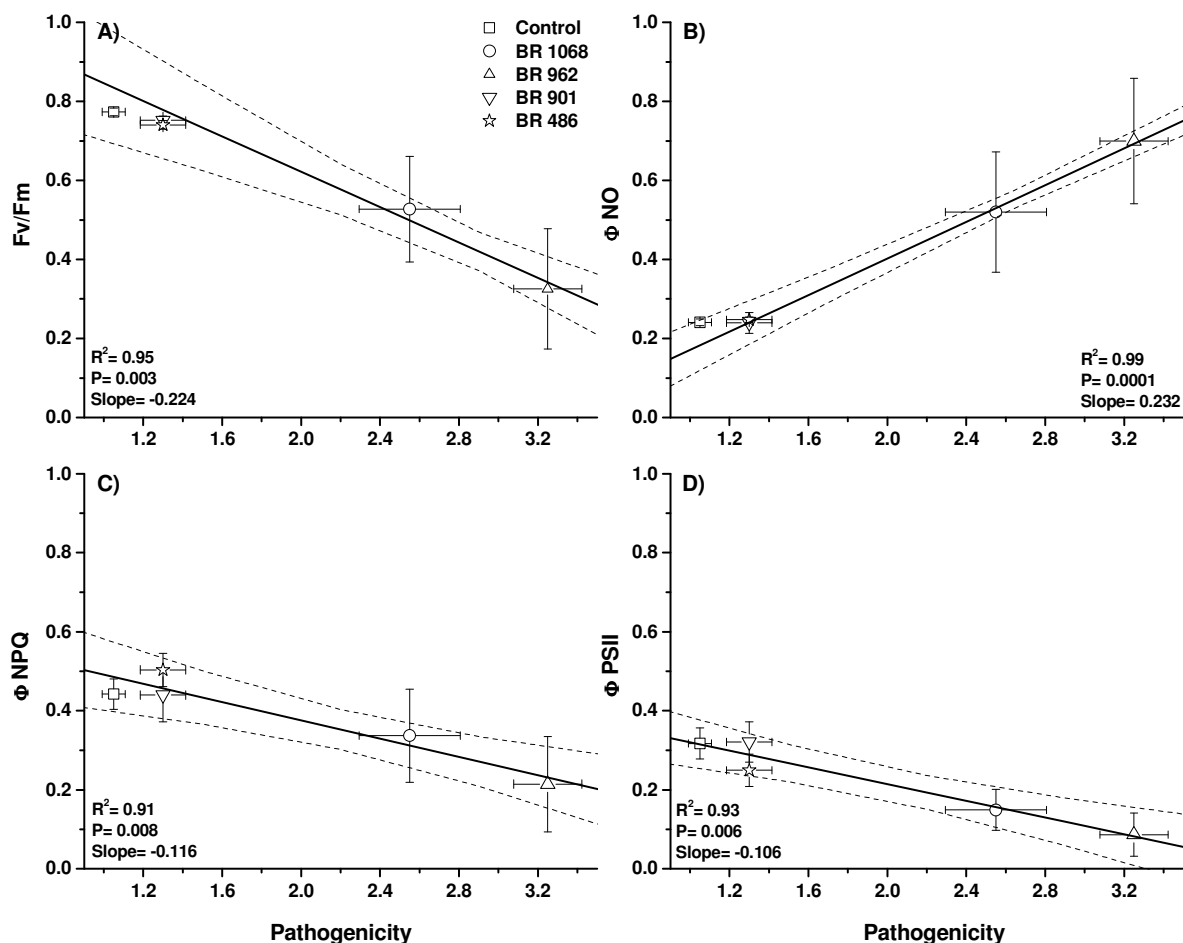 A)
Control
BR 1068
BR 962
BR 901
BR 486
1.0
0.8
0.6
0.4
0.2
0.0
Fv/Fm
R²= 0.95
P= 0.003
Slope= -0.224
1.2 1.6 2.0 2.4 2.8 3.2
B)
1.0
0.8
0.6
0.4
0.2
0.0
Φ NO
R²= 0.99
P= 0.0001
Slope= 0.232
1.2 1.6 2.0 2.4 2.8 3.2
C)
1.0
0.8
0.6
0.4
0.2
0.0
Φ NPQ
R²= 0.91
P= 0.008
Slope= -0.116
1.2 1.6 2.0 2.4 2.8 3.2
Pathogenicity
D)
1.0
0.8
0.6
0.4
0.2
0.0
Φ PSII
R²= 0.93
P= 0.006
Slope= -0.106
1.2 1.6 2.0 2.4 2.8 3.2
Pathogenicity